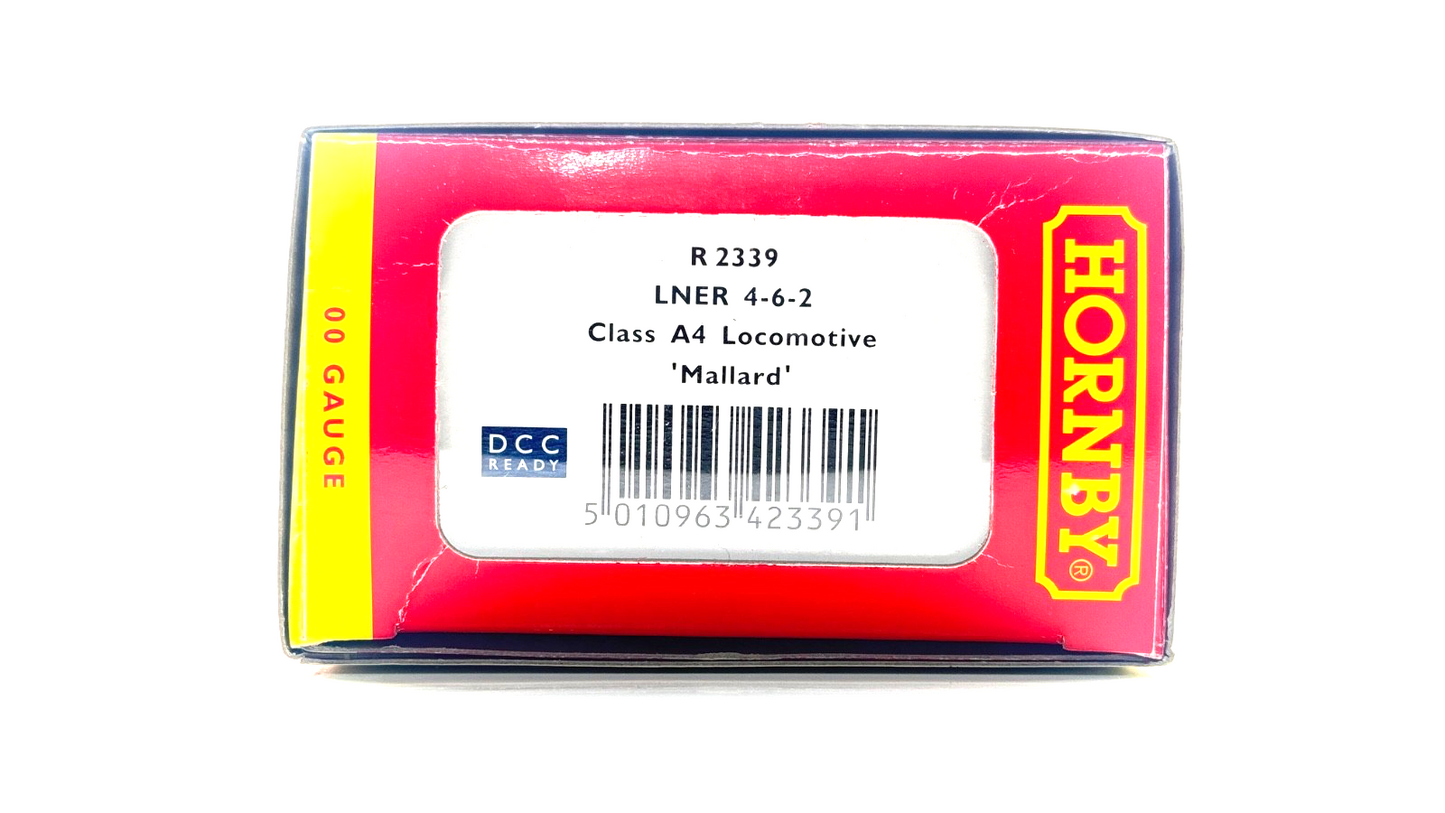 00 GAUGE
R 2339
LNER 4-6-2
Class A4 Locomotive
'Mallard'
DCC
READY
5 010963 423391
HORNBY®